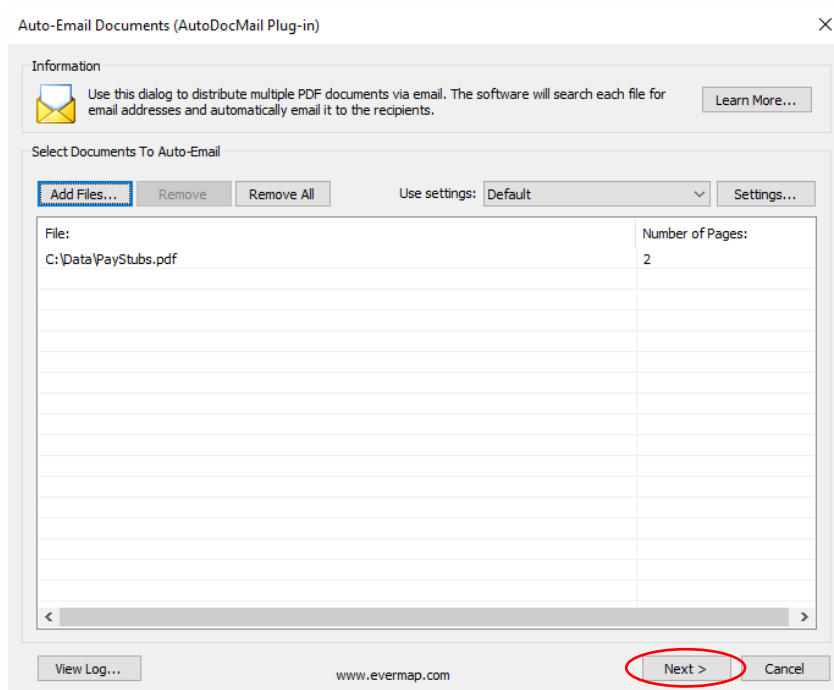 Auto-Email Documents (AutoDocMail Plug-in)
Information
Use this dialog to distribute multiple PDF documents via email. The software will search each file for
email addresses and automatically email it to the recipients.
Learn More...
Select Documents To Auto-Email
Add Files... Remove Remove All Use settings: Default Settings...
File: Number of Pages:
C:\Data\PayStubs.pdf 2
View Log... www.evermap.com Next > Cancel